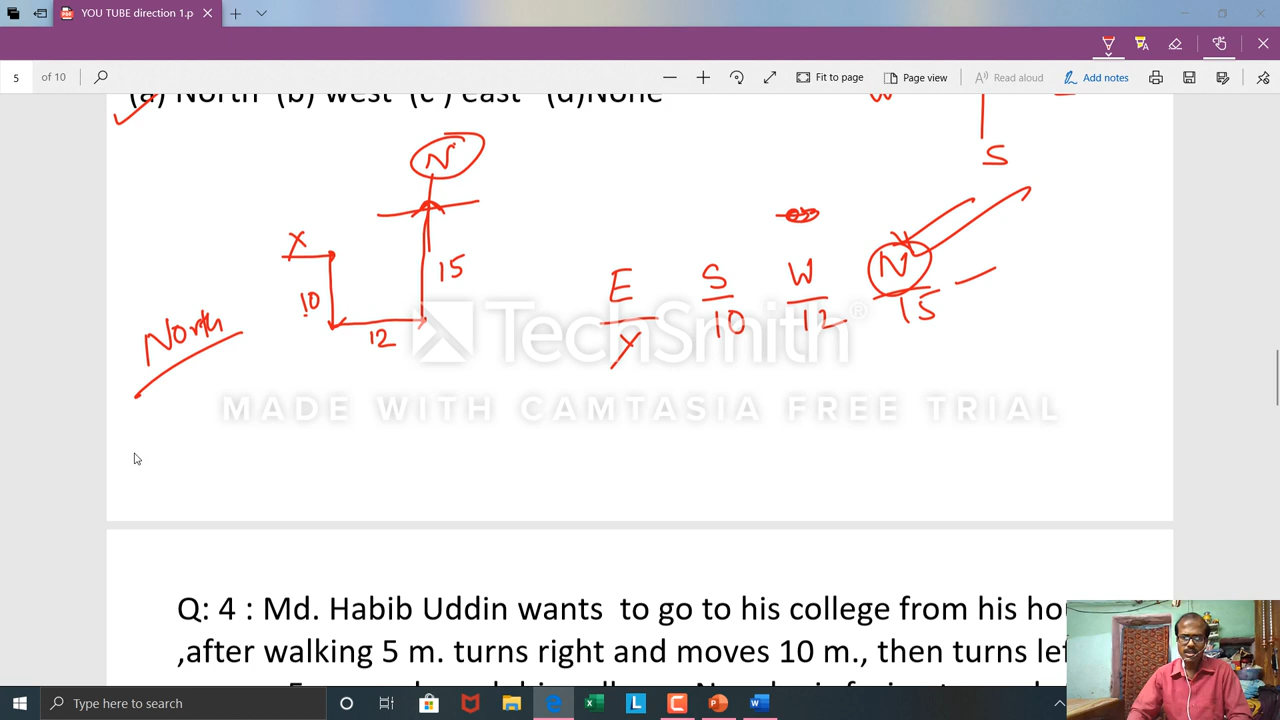 YOU TUBE direction 1.p
5 of 10
Fit to page
Page view
Read aloud
Add notes
(a) North (b) west (c ) east (d)None
W
S
N
X
15
10
12
North
E S W N
Y 10 12 15
TechSmith®
MADE WITH CAMTASIA FREE TRIAL
Q: 4 : Md. Habib Uddin wants to go to his college from his
,after walking 5 m. turns right and moves 10 m., then turns
Type here to search